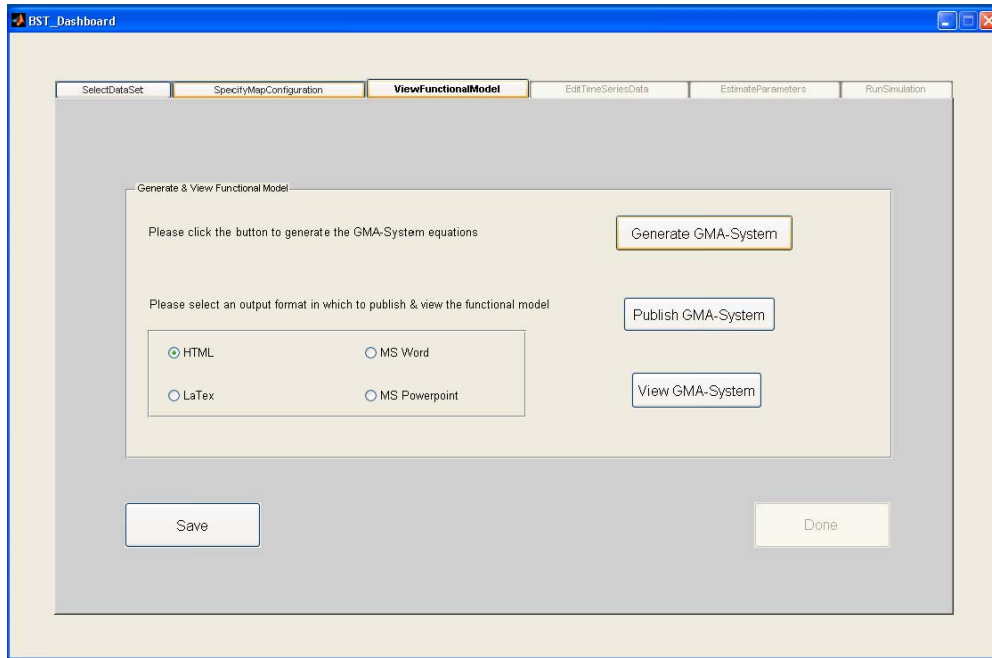 BST_Dashboard
SelectDataSet
SpecifyMapConfiguration
ViewFunctionalModel
EditTimeSeriesData
EstimateParameters
RunSimulation
Generate & View Functional Model
Please click the button to generate the GMA-System equations
Generate GMA-System
Please select an output format in which to publish & view the functional model
Publish GMA-System
HTML
MS Word
LaTex
MS Powerpoint
View GMA-System
Save
Done